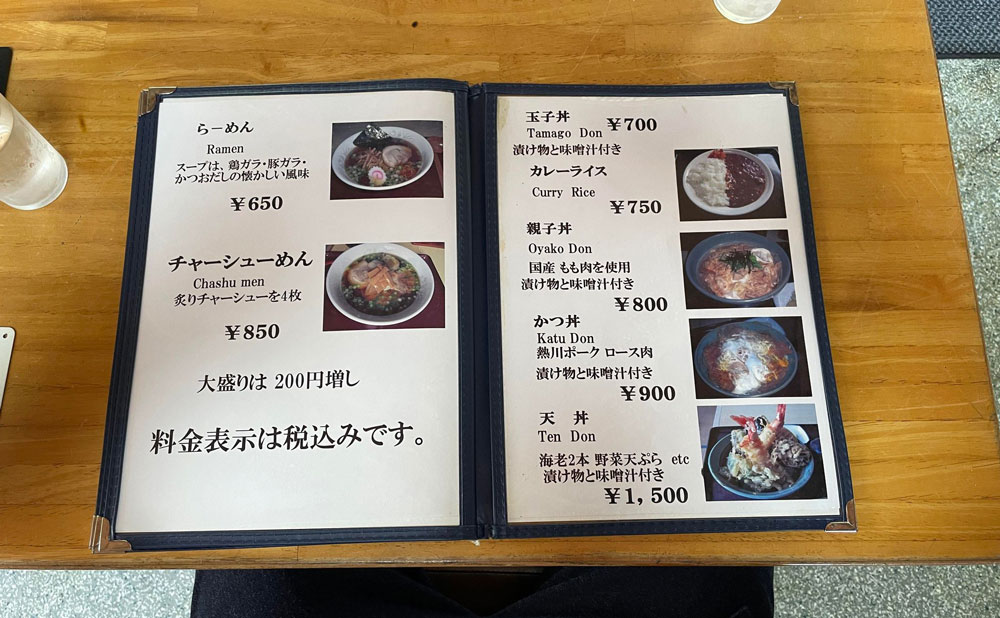 らーめん
Ramen
スープは、鶏ガラ・豚ガラ・
かつおだしの懐かしい風味
￥650
チャーシューめん
Chashu men
炙りチャーシューを4枚
￥850
大盛りは 200円増し
料金表示は税込みです。
玉子丼
Tamago Don ￥700
漬け物と味噌汁付き
カレーライス
Curry Rice
￥750
親子丼
Oyako Don
国産 もも肉を使用
漬け物と味噌汁付き
￥800
かつ丼
Katu Don
熱川ポーク ロース肉
漬け物と味噌汁付き
￥900
天 丼
Ten Don
海老2本 野菜天ぷら etc
漬け物と味噌汁付き
￥1,500